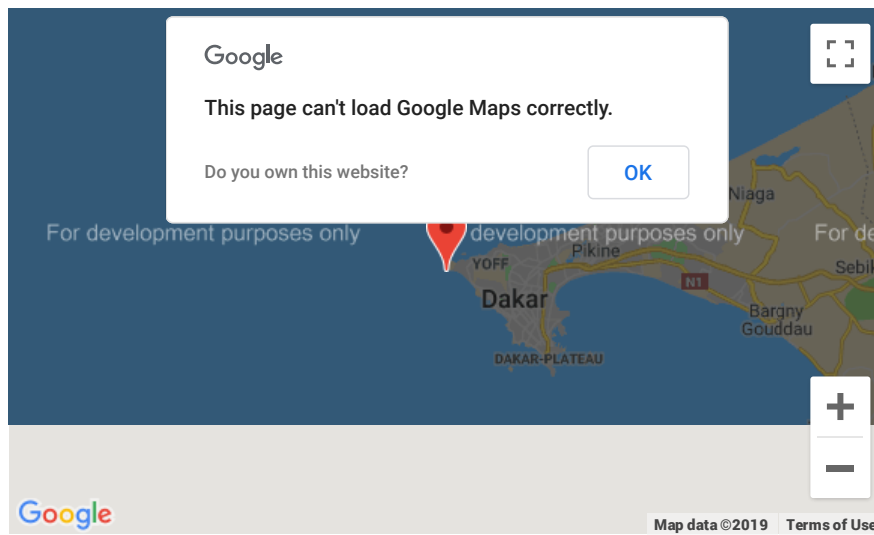 Google
This page can't load Google Maps correctly.
Do you own this website?
OK
Niaga
For development purposes only
development purposes only
For de
Pikine
YOFF
Sebik
N1
Dakar
Bargny
Gouddau
DAKAR-PLATEAU
Google
Map data ©2019
Terms of Use